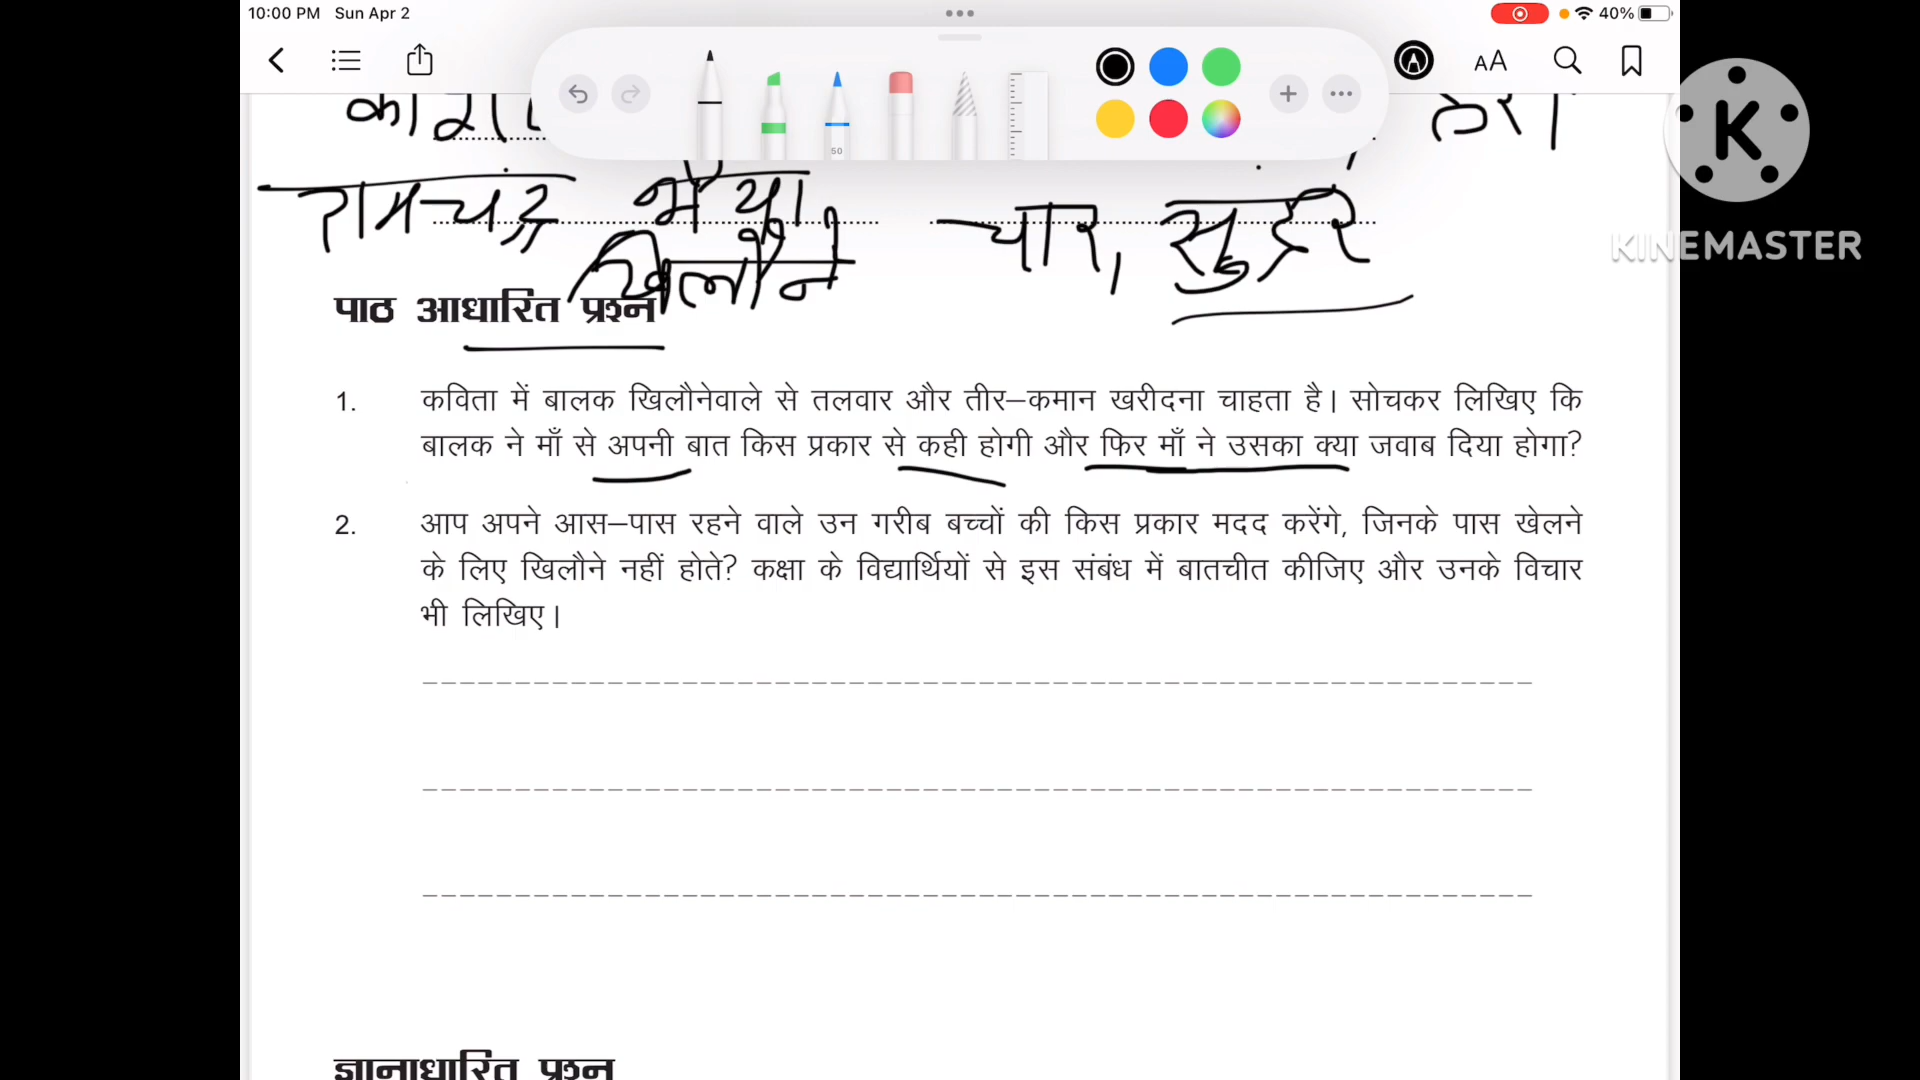 10:00 PM Sun Apr 2
40%
AA
50
KINEMASTER
रामचंद्र भैया चार, सुंदर
खिलौने
पाठ आधारित प्रश्न
1. कविता में बालक खिलौनेवाले से तलवार और तीर–कमान खरीदना चाहता है। सोचकर लिखिए कि
बालक ने माँ से अपनी बात किस प्रकार से कही होगी और फिर माँ ने उसका क्या जवाब दिया होगा?
2. आप अपने आस–पास रहने वाले उन गरीब बच्चों की किस प्रकार मदद करेंगे, जिनके पास खेलने
के लिए खिलौने नहीं होते? कक्षा के विद्यार्थियों से इस संबंध में बातचीत कीजिए और उनके विचार
भी लिखिए।
ज्ञानाधारित प्रश्न